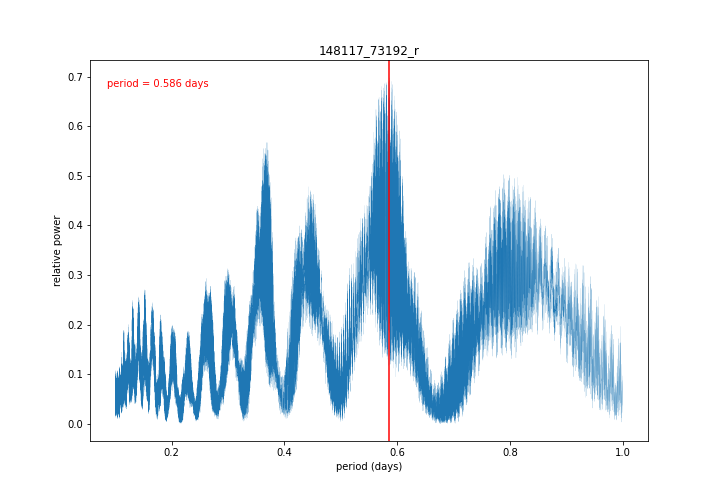 148117_73192_r
period = 0.586 days
relative power
0.7
0.6
0.5
0.4
0.3
0.2
0.1
0.0
0.2 0.4 0.6 0.8 1.0
period (days)